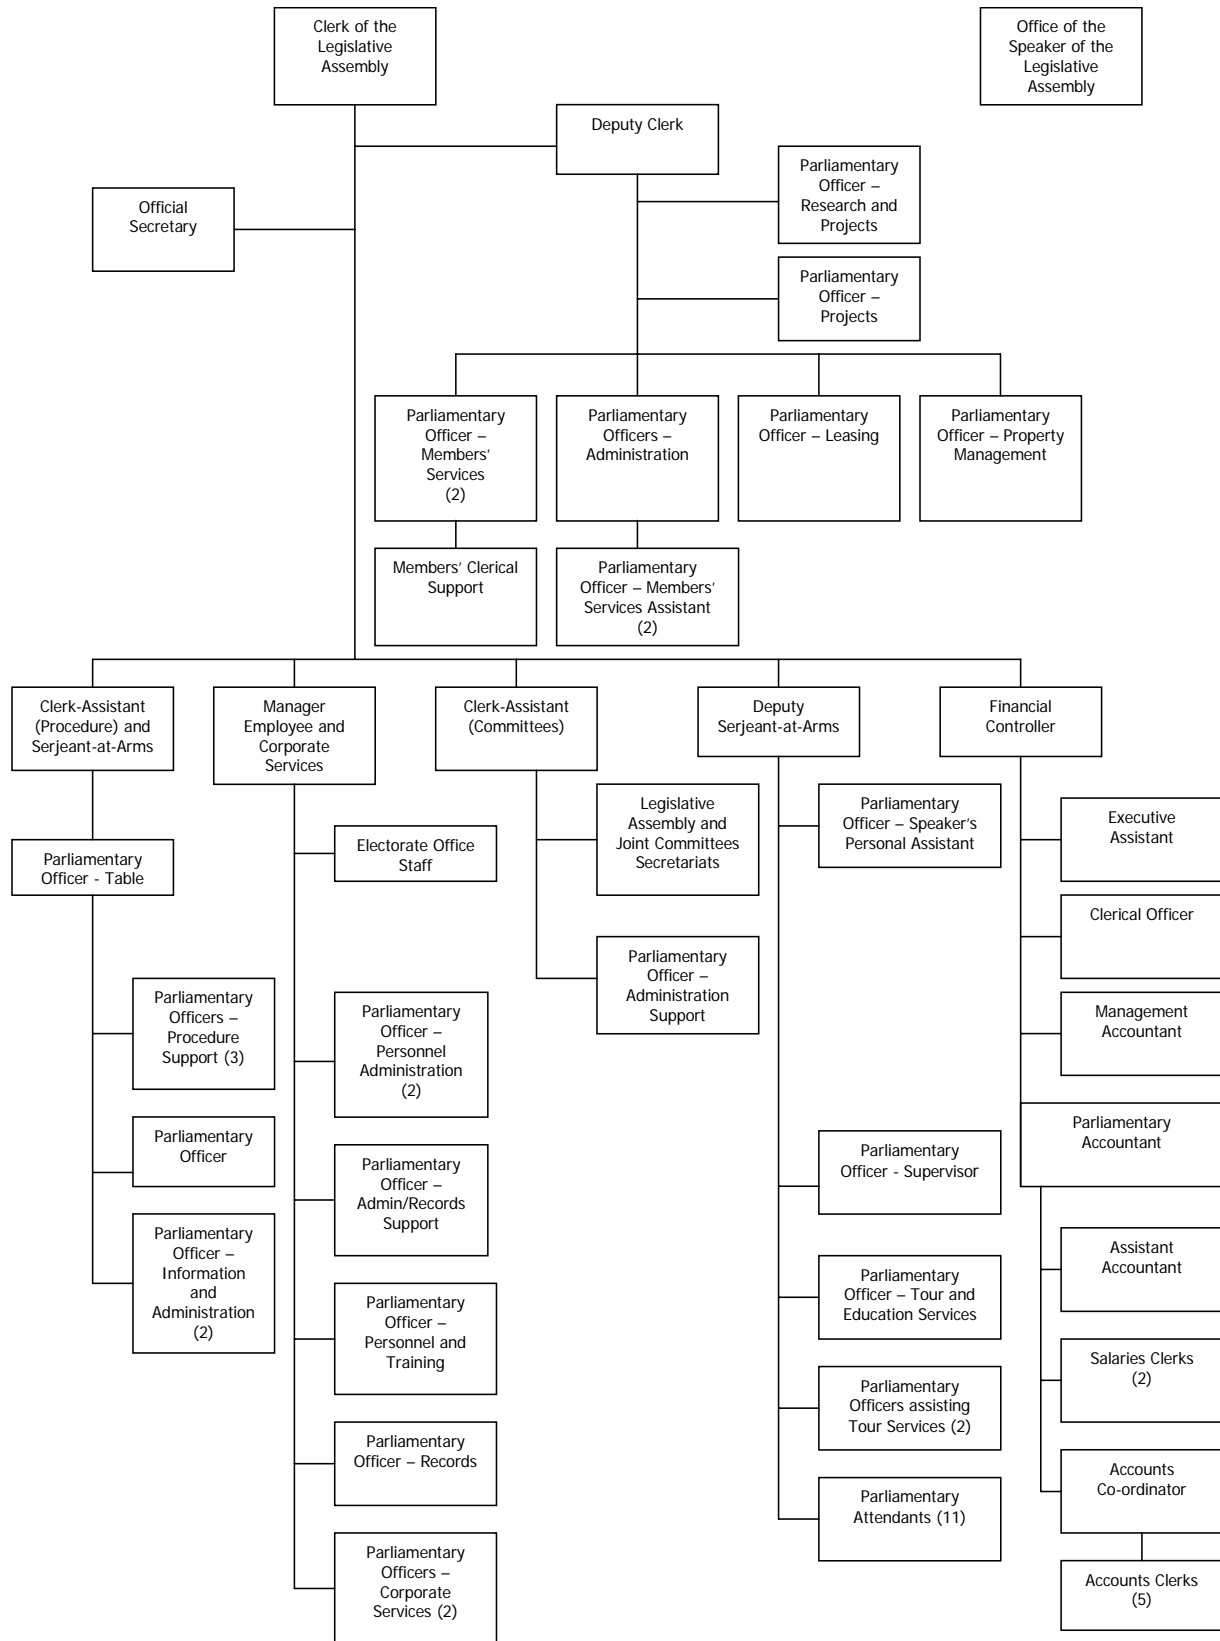 Clerk of the
Legislative
Assembly
Office of the
Speaker of the
Legislative
Assembly
Deputy Clerk
Parliamentary
Officer –
Research and
Projects
Official
Secretary
Parliamentary
Officer –
Projects
Parliamentary
Officer –
Members’
Services
(2)
Parliamentary
Officers –
Administration
Parliamentary
Officer – Leasing
Parliamentary
Officer – Property
Management
Members’ Clerical
Support
Parliamentary
Officer – Members’
Services Assistant
(2)
Clerk-Assistant
(Procedure) and
Serjeant-at-Arms
Manager
Employee and
Corporate
Services
Clerk-Assistant
(Committees)
Deputy
Serjeant-at-Arms
Financial
Controller
Parliamentary
Officer - Table
Parliamentary
Officers –
Procedure
Support (3)
Parliamentary
Officer
Parliamentary
Officer –
Information
and
Administration
(2)
Electorate Office
Staff
Parliamentary
Officer –
Personnel
Administration
(2)
Parliamentary
Officer –
Admin/Records
Support
Parliamentary
Officer –
Personnel and
Training
Parliamentary
Officer – Records
Parliamentary
Officers –
Corporate
Services (2)
Legislative
Assembly and
Joint Committees
Secretariats
Parliamentary
Officer –
Administration
Support
Parliamentary
Officer – Speaker’s
Personal Assistant
Parliamentary
Officer - Supervisor
Parliamentary
Officer – Tour and
Education Services
Parliamentary
Officers assisting
Tour Services (2)
Parliamentary
Attendants (11)
Executive
Assistant
Clerical Officer
Management
Accountant
Parliamentary
Accountant
Assistant
Accountant
Salaries Clerks
(2)
Accounts
Co-ordinator
Accounts Clerks
(5)